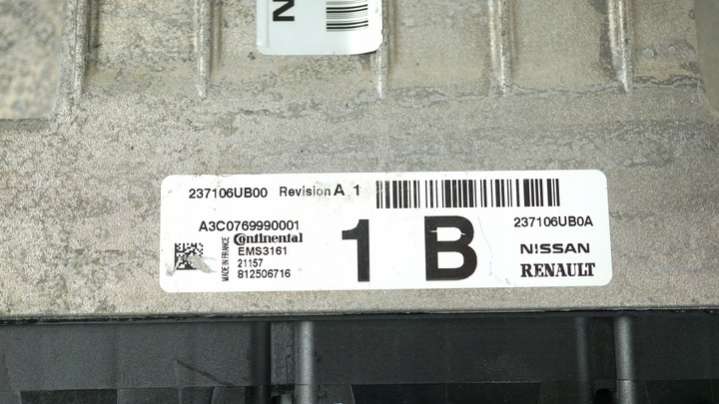 N
237106UB00 Revision A 1
A3C0769990001
MADE IN FRANCE
Continental
EMS3161
21157
812506716
1 B
237106UB0A
NISSAN
RENAULT